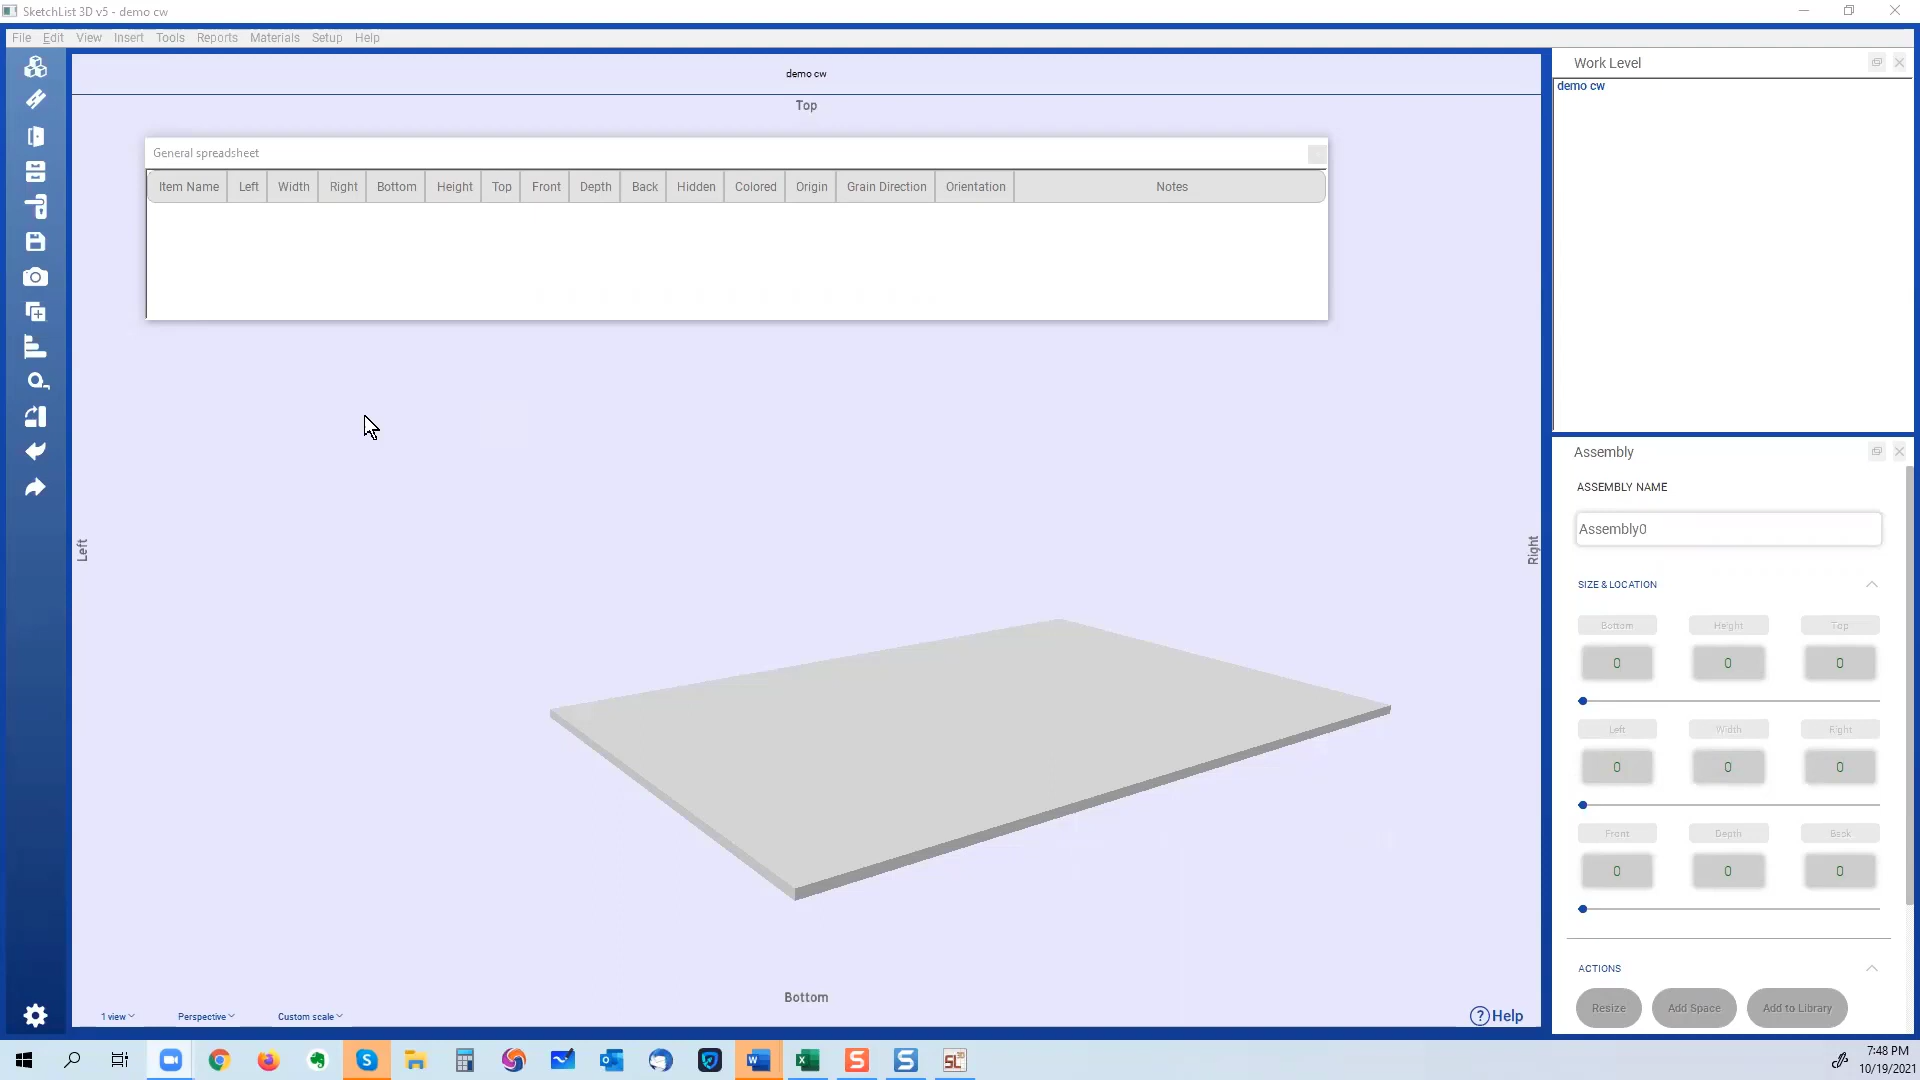 SketchList 3D v5 - demo cw
File Edit View Insert Tools Reports Materials Setup Help
demo cw
Top
General spreadsheet
Item Name Left Width Right Bottom Height Top Front Depth Back Hidden Colored Origin Grain Direction Orientation Notes
Left
Right
Bottom
1 view Perspective Custom scale
? Help
Work Level
demo cw
Assembly
ASSEMBLY NAME
Assembly0
SIZE & LOCATION
Bottom Height Top
0 0 0
Left Width Right
0 0 0
Front Depth Back
0 0 0
ACTIONS
Resize Add Space Add to Library
7:48 PM
10/19/2021